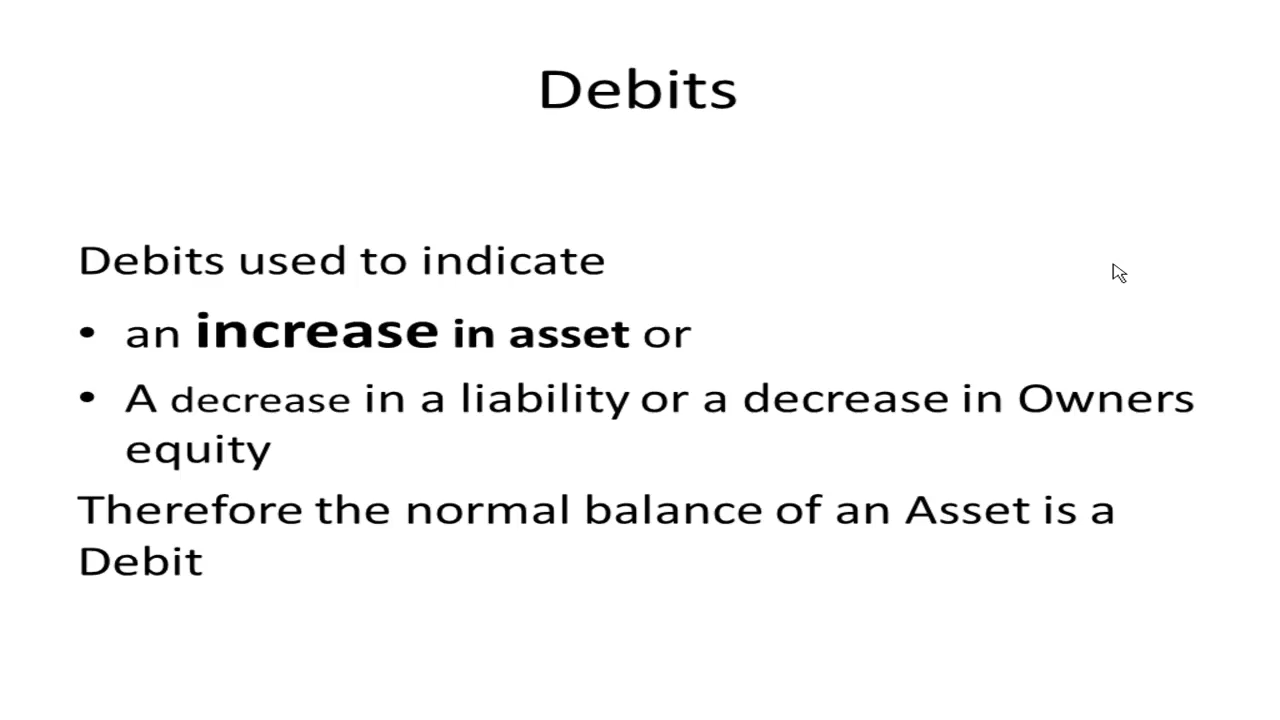 Debits
Debits used to indicate
• an increase in asset or
• A decrease in a liability or a decrease in Owners
equity
Therefore the normal balance of an Asset is a
Debit